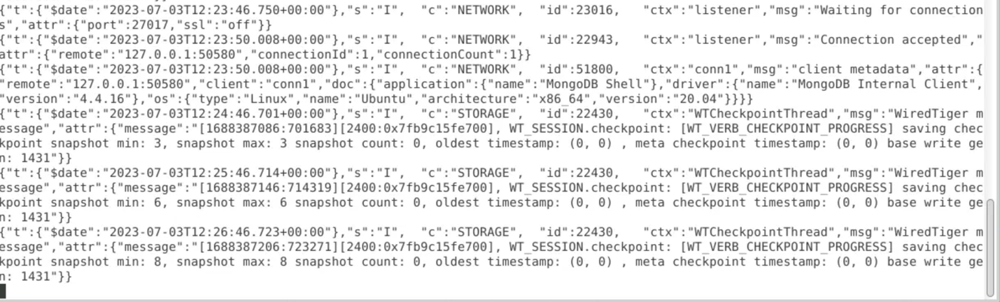 {"t":{"$date":"2023-07-03T12:23:46.750+00:00"},"s":"I",  "c":"NETWORK",  "id":23016,   "ctx":"listener","msg":"Waiting for connection
s","attr":{"port":27017,"ssl":"off"}}
{"t":{"$date":"2023-07-03T12:23:50.008+00:00"},"s":"I",  "c":"NETWORK",  "id":22943,   "ctx":"listener","msg":"Connection accepted","
attr":{"remote":"127.0.0.1:50580","connectionId":1,"connectionCount":1}}
{"t":{"$date":"2023-07-03T12:23:50.008+00:00"},"s":"I",  "c":"NETWORK",  "id":51800,   "ctx":"conn1","msg":"client metadata","attr":{
"remote":"127.0.0.1:50580","client":"conn1","doc":{"application":{"name":"MongoDB Shell"},"driver":{"name":"MongoDB Internal Client",
"version":"4.4.16"},"os":{"type":"Linux","name":"Ubuntu","architecture":"x86_64","version":"20.04"}}}}
{"t":{"$date":"2023-07-03T12:24:46.701+00:00"},"s":"I",  "c":"STORAGE",  "id":22430,   "ctx":"WTCheckpointThread","msg":"WiredTiger m
essage","attr":{"message":"[1688387086:701683][2400:0x7fb9c15fe700], WT_SESSION.checkpoint: [WT_VERB_CHECKPOINT_PROGRESS] saving chec
kpoint snapshot min: 3, snapshot max: 3 snapshot count: 0, oldest timestamp: (0, 0) , meta checkpoint timestamp: (0, 0) base write ge
n: 1431"}}
{"t":{"$date":"2023-07-03T12:25:46.714+00:00"},"s":"I",  "c":"STORAGE",  "id":22430,   "ctx":"WTCheckpointThread","msg":"WiredTiger m
essage","attr":{"message":"[1688387146:714319][2400:0x7fb9c15fe700], WT_SESSION.checkpoint: [WT_VERB_CHECKPOINT_PROGRESS] saving chec
kpoint snapshot min: 6, snapshot max: 6 snapshot count: 0, oldest timestamp: (0, 0) , meta checkpoint timestamp: (0, 0) base write ge
n: 1431"}}
{"t":{"$date":"2023-07-03T12:26:46.723+00:00"},"s":"I",  "c":"STORAGE",  "id":22430,   "ctx":"WTCheckpointThread","msg":"WiredTiger m
essage","attr":{"message":"[1688387206:723271][2400:0x7fb9c15fe700], WT_SESSION.checkpoint: [WT_VERB_CHECKPOINT_PROGRESS] saving chec
kpoint snapshot min: 8, snapshot max: 8 snapshot count: 0, oldest timestamp: (0, 0) , meta checkpoint timestamp: (0, 0) base write ge
n: 1431"}}